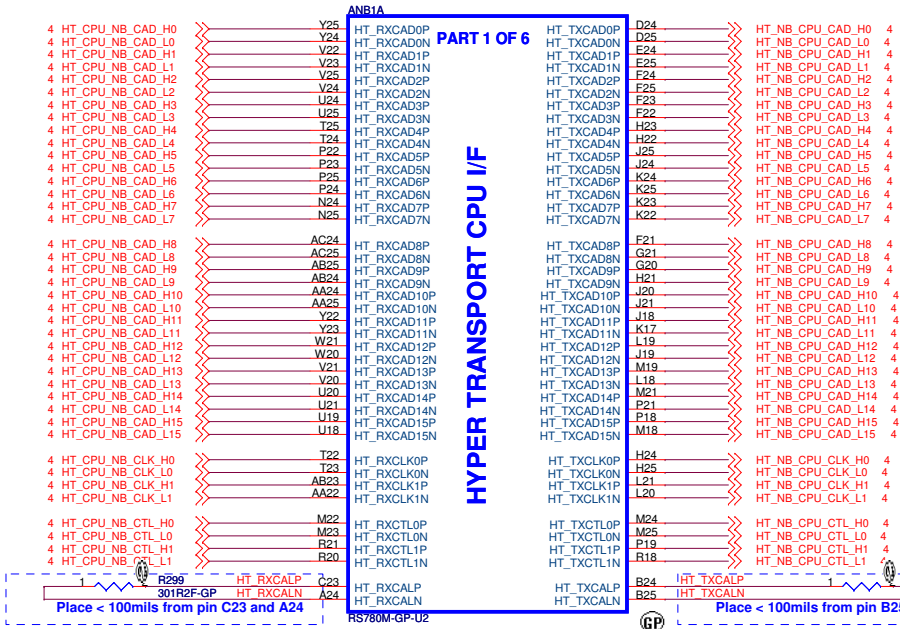 ANB1A
PART 1 OF 6
HYPER TRANSPORT CPU I/F
4 HT_CPU_NB_CAD_H0 Y25 HT_RXCAD0P HT_TXCAD0P D24 HT_NB_CPU_CAD_H0 4
4 HT_CPU_NB_CAD_L0 Y24 HT_RXCAD0N HT_TXCAD0N D25 HT_NB_CPU_CAD_L0 4
4 HT_CPU_NB_CAD_H1 V22 HT_RXCAD1P HT_TXCAD1P E24 HT_NB_CPU_CAD_H1 4
4 HT_CPU_NB_CAD_L1 V23 HT_RXCAD1N HT_TXCAD1N E25 HT_NB_CPU_CAD_L1 4
4 HT_CPU_NB_CAD_H2 V25 HT_RXCAD2P HT_TXCAD2P F24 HT_NB_CPU_CAD_H2 4
4 HT_CPU_NB_CAD_L2 V24 HT_RXCAD2N HT_TXCAD2N F25 HT_NB_CPU_CAD_L2 4
4 HT_CPU_NB_CAD_H3 U24 HT_RXCAD3P HT_TXCAD3P F23 HT_NB_CPU_CAD_H3 4
4 HT_CPU_NB_CAD_L3 U25 HT_RXCAD3N HT_TXCAD3N F22 HT_NB_CPU_CAD_L3 4
4 HT_CPU_NB_CAD_H4 T25 HT_RXCAD4P HT_TXCAD4P H23 HT_NB_CPU_CAD_H4 4
4 HT_CPU_NB_CAD_L4 T24 HT_RXCAD4N HT_TXCAD4N H22 HT_NB_CPU_CAD_L4 4
4 HT_CPU_NB_CAD_H5 P22 HT_RXCAD5P HT_TXCAD5P J25 HT_NB_CPU_CAD_H5 4
4 HT_CPU_NB_CAD_L5 P23 HT_RXCAD5N HT_TXCAD5N J24 HT_NB_CPU_CAD_L5 4
4 HT_CPU_NB_CAD_H6 P25 HT_RXCAD6P HT_TXCAD6P K24 HT_NB_CPU_CAD_H6 4
4 HT_CPU_NB_CAD_L6 P24 HT_RXCAD6N HT_TXCAD6N K25 HT_NB_CPU_CAD_L6 4
4 HT_CPU_NB_CAD_H7 N24 HT_RXCAD7P HT_TXCAD7P K23 HT_NB_CPU_CAD_H7 4
4 HT_CPU_NB_CAD_L7 N25 HT_RXCAD7N HT_TXCAD7N K22 HT_NB_CPU_CAD_L7 4
4 HT_CPU_NB_CAD_H8 AC24 HT_RXCAD8P HT_TXCAD8P F21 HT_NB_CPU_CAD_H8 4
4 HT_CPU_NB_CAD_L8 AC25 HT_RXCAD8N HT_TXCAD8N G21 HT_NB_CPU_CAD_L8 4
4 HT_CPU_NB_CAD_H9 AB25 HT_RXCAD9P HT_TXCAD9P G20 HT_NB_CPU_CAD_H9 4
4 HT_CPU_NB_CAD_L9 AB24 HT_RXCAD9N HT_TXCAD9N H21 HT_NB_CPU_CAD_L9 4
4 HT_CPU_NB_CAD_H10 AA24 HT_RXCAD10P HT_TXCAD10P J20 HT_NB_CPU_CAD_H10 4
4 HT_CPU_NB_CAD_L10 AA25 HT_RXCAD10N HT_TXCAD10N J21 HT_NB_CPU_CAD_L10 4
4 HT_CPU_NB_CAD_H11 Y22 HT_RXCAD11P HT_TXCAD11P J18 HT_NB_CPU_CAD_H11 4
4 HT_CPU_NB_CAD_L11 Y23 HT_RXCAD11N HT_TXCAD11N K17 HT_NB_CPU_CAD_L11 4
4 HT_CPU_NB_CAD_H12 W21 HT_RXCAD12P HT_TXCAD12P L19 HT_NB_CPU_CAD_H12 4
4 HT_CPU_NB_CAD_L12 W20 HT_RXCAD12N HT_TXCAD12N J19 HT_NB_CPU_CAD_L12 4
4 HT_CPU_NB_CAD_H13 V21 HT_RXCAD13P HT_TXCAD13P M19 HT_NB_CPU_CAD_H13 4
4 HT_CPU_NB_CAD_L13 V20 HT_RXCAD13N HT_TXCAD13N L18 HT_NB_CPU_CAD_L13 4
4 HT_CPU_NB_CAD_H14 U20 HT_RXCAD14P HT_TXCAD14P M21 HT_NB_CPU_CAD_H14 4
4 HT_CPU_NB_CAD_L14 U21 HT_RXCAD14N HT_TXCAD14N P21 HT_NB_CPU_CAD_L14 4
4 HT_CPU_NB_CAD_H15 U19 HT_RXCAD15P HT_TXCAD15P P18 HT_NB_CPU_CAD_H15 4
4 HT_CPU_NB_CAD_L15 U18 HT_RXCAD15N HT_TXCAD15N M18 HT_NB_CPU_CAD_L15 4
4 HT_CPU_NB_CLK_H0 T22 HT_RXCLK0P HT_TXCLK0P H24 HT_NB_CPU_CLK_H0 4
4 HT_CPU_NB_CLK_L0 T23 HT_RXCLK0N HT_TXCLK0N H25 HT_NB_CPU_CLK_L0 4
4 HT_CPU_NB_CLK_H1 AB23 HT_RXCLK1P HT_TXCLK1P L21 HT_NB_CPU_CLK_H1 4
4 HT_CPU_NB_CLK_L1 AA22 HT_RXCLK1N HT_TXCLK1N L20 HT_NB_CPU_CLK_L1 4
4 HT_CPU_NB_CTL_H0 M22 HT_RXCTL0P HT_TXCTL0P M24 HT_NB_CPU_CTL_H0 4
4 HT_CPU_NB_CTL_L0 M23 HT_RXCTL0N HT_TXCTL0N M25 HT_NB_CPU_CTL_L0 4
4 HT_CPU_NB_CTL_H1 R21 HT_RXCTL1P HT_TXCTL1P P19 HT_NB_CPU_CTL_H1 4
4 HT_CPU_NB_CTL_L1 R20 HT_RXCTL1N HT_TXCTL1N R18 HT_NB_CPU_CTL_L1 4
1 R299 HT_RXCALP C23 HT_RXCALP HT_TXCALP B24 HT_TXCALP 1
301R2F-GP HT_RXCALN A24 HT_RXCALN HT_TXCALN B25 HT_TXCALN
Place < 100mils from pin C23 and A24
Place < 100mils from pin B25
RS780M-GP-U2
GP